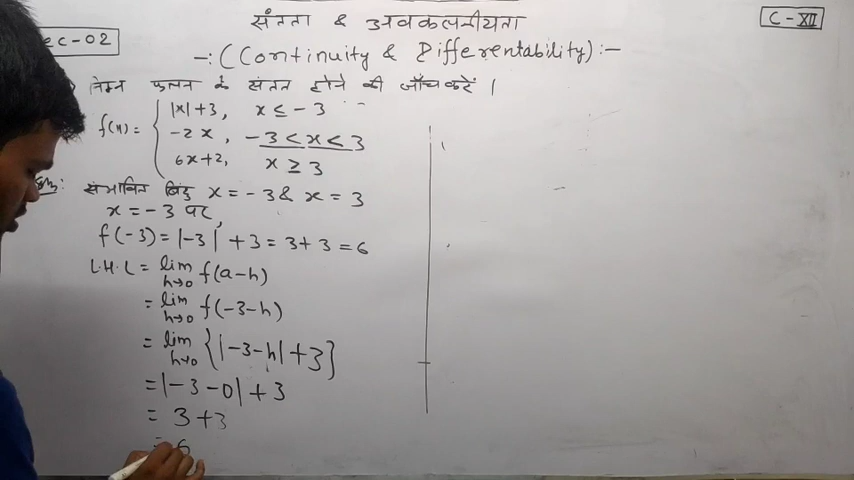 संतता & अवकलनीयता
C-XII
ec-02
-:(Continuity & Differentability):-
निम्न फलन के संतत होने की जाँच करें ।
f(x) = { |x|+3, x ≤ -3
-2x, -3 < x < 3
6x+2, x ≥ 3
संभावित बिंदु x = -3 & x = 3
x = -3 पर,
f(-3) = |-3| + 3 = 3+3 = 6
L.H.L = lim h→0 f(a-h)
= lim h→0 f(-3-h)
= lim h→0 {|-3-h| + 3}
= |-3-0| + 3
= 3+3
= 6